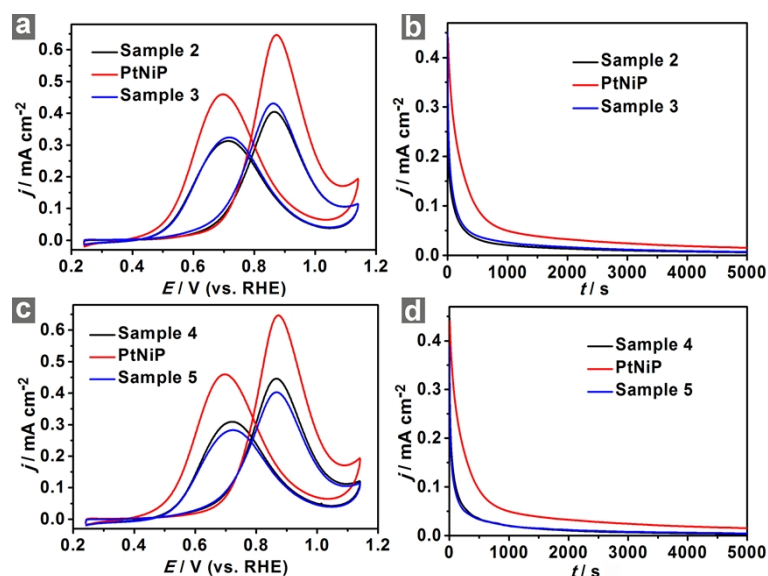 a
Sample 2
PtNiP
Sample 3
j / mA cm⁻²
0.6
0.5
0.4
0.3
0.2
0.1
0.0
0.2 0.4 0.6 0.8 1.0 1.2
E / V (vs. RHE)
b
Sample 2
PtNiP
Sample 3
j / mA cm⁻²
0.4
0.3
0.2
0.1
0.0
0 1000 2000 3000 4000 5000
t / s
c
Sample 4
PtNiP
Sample 5
j / mA cm⁻²
0.6
0.5
0.4
0.3
0.2
0.1
0.0
0.2 0.4 0.6 0.8 1.0 1.2
E / V (vs. RHE)
d
Sample 4
PtNiP
Sample 5
j / mA cm⁻²
0.4
0.3
0.2
0.1
0.0
0 1000 2000 3000 4000 5000
t / s